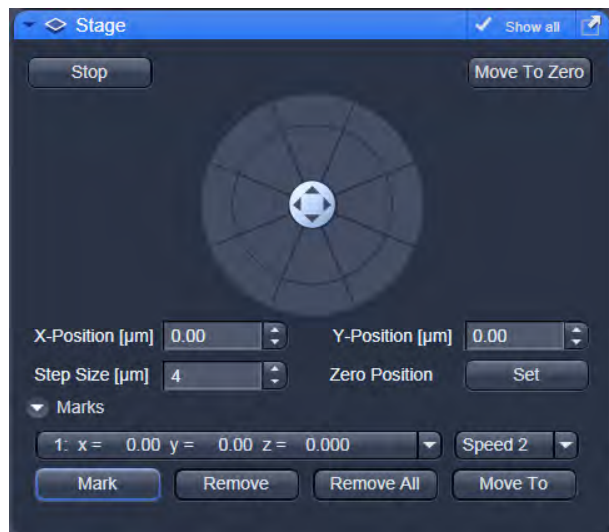 Stage Show all
Stop Move To Zero
X-Position [µm] 0.00 Y-Position [µm] 0.00
Step Size [µm] 4 Zero Position Set
Marks
1: x = 0.00 y = 0.00 z = 0.000 Speed 2
Mark Remove Remove All Move To